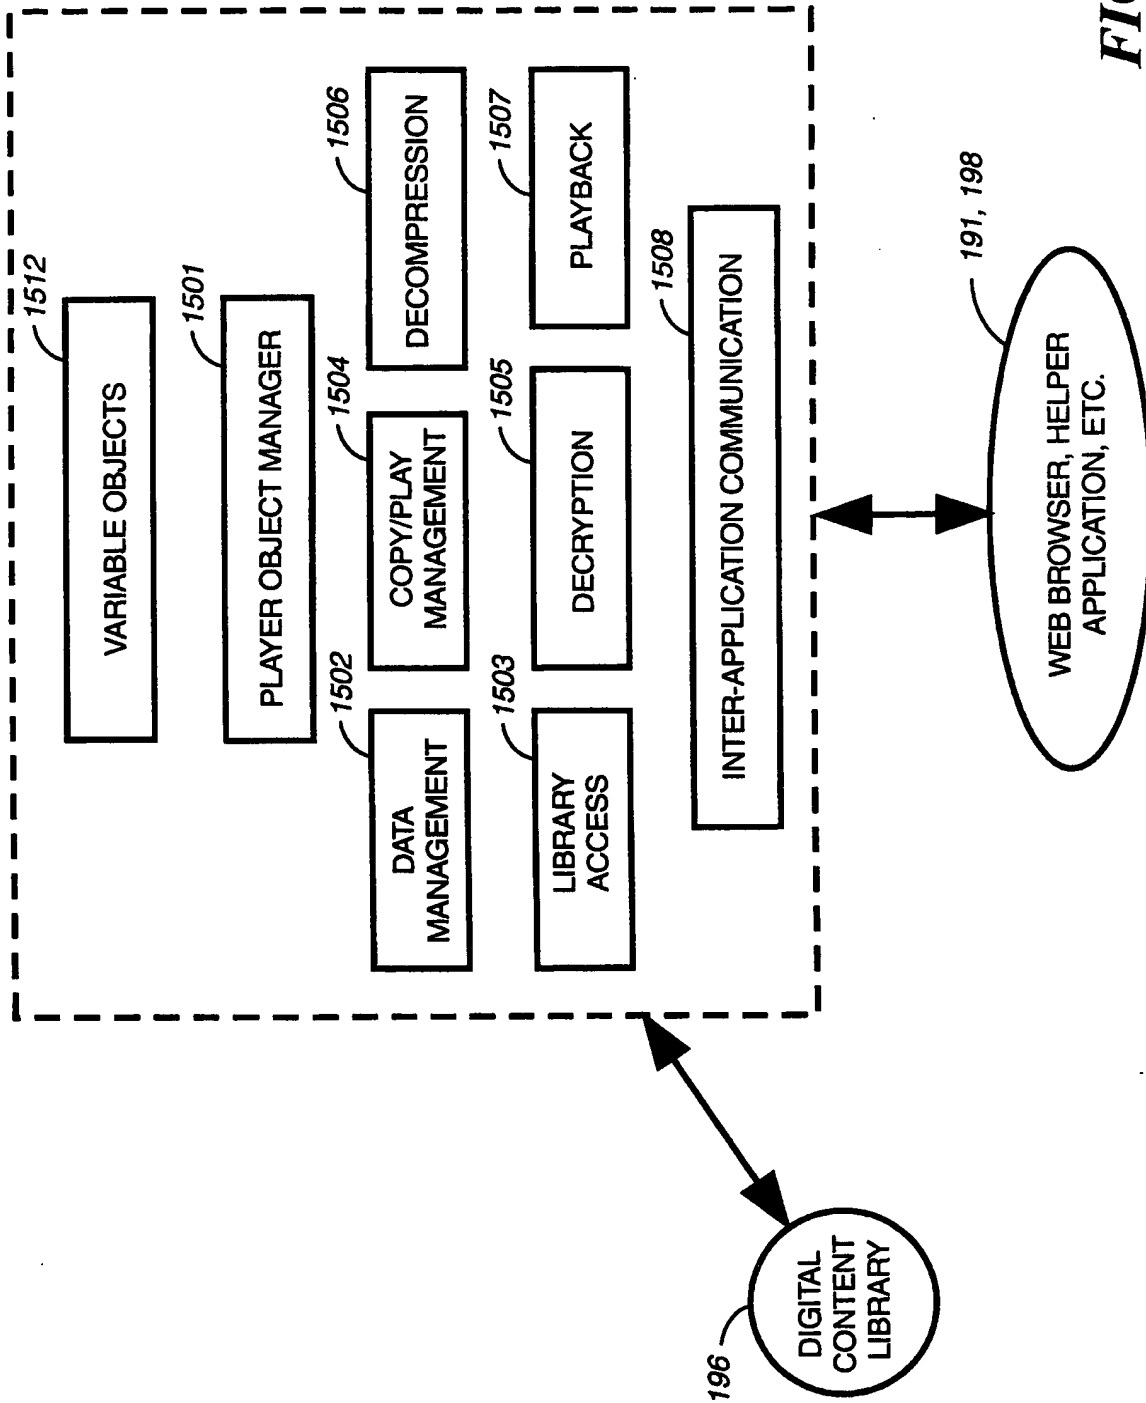 1512
VARIABLE OBJECTS
1501
PLAYER OBJECT MANAGER
1502
DATA
MANAGEMENT
1504
COPY/PLAY
MANAGEMENT
1506
DECOMPRESSION
1503
LIBRARY
ACCESS
1505
DECRYPTION
1507
PLAYBACK
1508
INTER-APPLICATION COMMUNICATION
196
DIGITAL
CONTENT
LIBRARY
191, 198
WEB BROWSER, HELPER
APPLICATION, ETC.